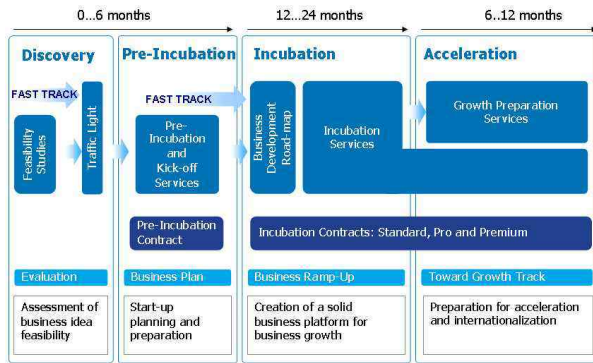 0...6 months
12...24 months
6..12 months
Discovery
Pre-Incubation
Incubation
Acceleration
FAST TRACK
Feasibility
Studies
Traffic Light
FAST TRACK
Pre-
Incubation
and
Kick-off
Services
Business
Development
Road-map
Incubation
Services
Growth Preparation
Services
Pre-Incubation
Contract
Incubation Contracts: Standard, Pro and Premium
Evaluation
Business Plan
Business Ramp-Up
Toward Growth Track
Assessment of
business idea
feasibility
Start-up
planning and
preparation
Creation of a solid
business platform for
business growth
Preparation for acceleration
and internationalization